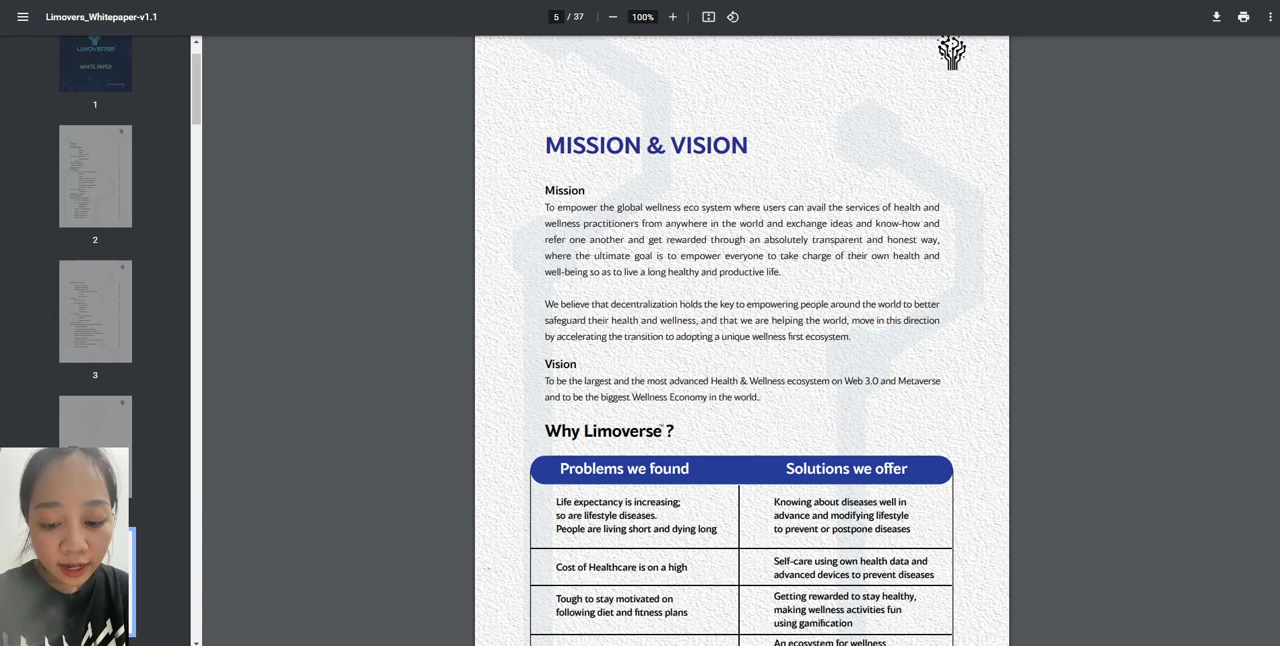 Limovers_Whitepaper-v1.1
5 / 37
100%
LIMOVERSE
WHITE PAPER
1
2
3
MISSION & VISION
Mission
To empower the global wellness eco system where users can avail the services of health and
wellness practitioners from anywhere in the world and exchange ideas and know-how and
refer one another and get rewarded through an absolutely transparent and honest way,
where the ultimate goal is to empower everyone to take charge of their own health and
well-being so as to live a long healthy and productive life.
We believe that decentralization holds the key to empowering people around the world to better
safeguard their health and wellness, and that we are helping the world, move in this direction
by accelerating the transition to adopting a unique wellness first ecosystem.
Vision
To be the largest and the most advanced Health & Wellness ecosystem on Web 3.0 and Metaverse
and to be the biggest Wellness Economy in the world..
Why Limoverse™?
Problems we found
Solutions we offer
Life expectancy is increasing;
so are lifestyle diseases.
People are living short and dying long
Knowing about diseases well in
advance and modifying lifestyle
to prevent or postpone diseases
Cost of Healthcare is on a high
Self-care using own health data and
advanced devices to prevent diseases
Tough to stay motivated on
following diet and fitness plans
Getting rewarded to stay healthy,
making wellness activities fun
using gamification
An ecosystem for wellness